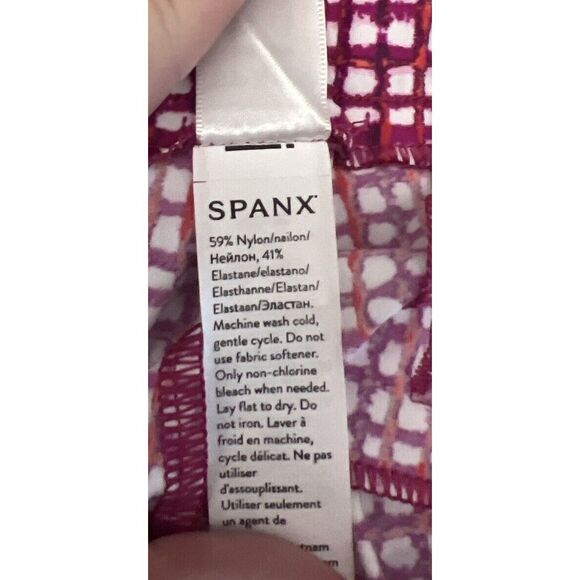 SPANX
59% Nylon/nailon/
Нейлон, 41%
Elastane/elastano/
Elasthanne/Elastan/
Elastaan/Эластан.
Machine wash cold,
gentle cycle. Do not
use fabric softener.
Only non-chlorine
bleach when needed.
Lay flat to dry. Do
not iron. Laver à
froid en machine,
cycle délicat. Ne pas
utiliser
d'assouplissant.
Utiliser seulement
un agent de